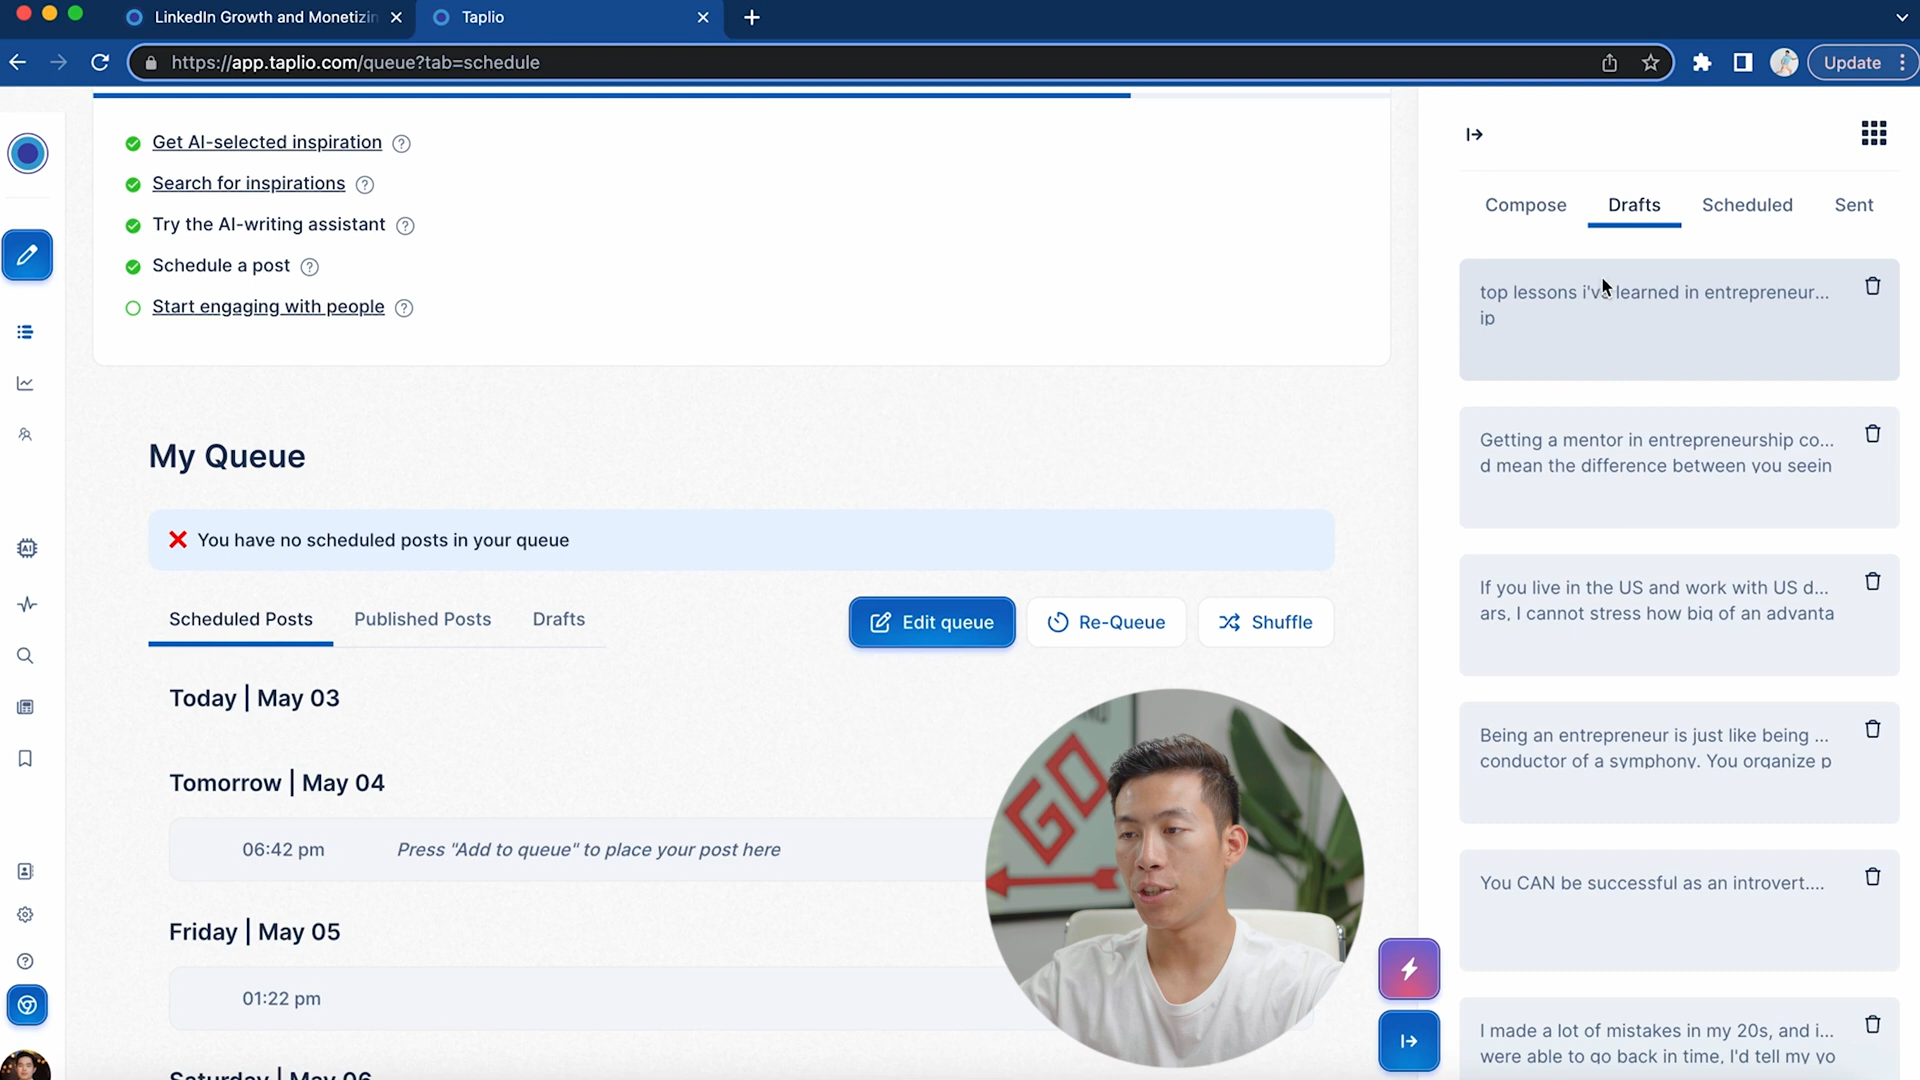 LinkedIn Growth and Monetizin
Taplio
https://app.taplio.com/queue?tab=schedule
Update
Get AI-selected inspiration
Search for inspirations
Try the AI-writing assistant
Schedule a post
Start engaging with people
My Queue
You have no scheduled posts in your queue
Scheduled Posts
Published Posts
Drafts
Edit queue
Re-Queue
Shuffle
Today | May 03
Tomorrow | May 04
06:42 pm
Press "Add to queue" to place your post here
Friday | May 05
01:22 pm
Saturday | May 06
GO
AI
Compose
Drafts
Scheduled
Sent
top lessons i've learned in entrepreneur...
ip
Getting a mentor in entrepreneurship co...
d mean the difference between you seein
If you live in the US and work with US d...
ars, I cannot stress how big of an advanta
Being an entrepreneur is just like being ...
conductor of a symphony. You organize p
You CAN be successful as an introvert....
I made a lot of mistakes in my 20s, and i...
were able to go back in time, I'd tell my yo